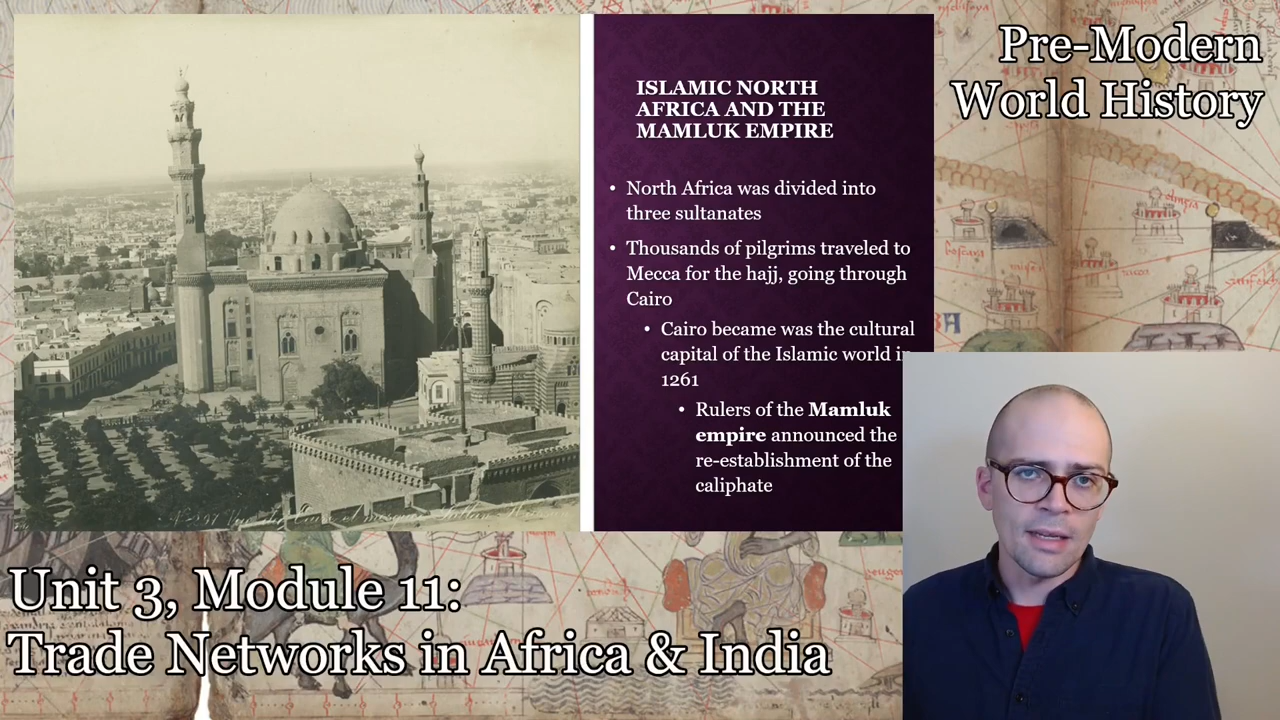 Pre-Modern
World History
ISLAMIC NORTH
AFRICA AND THE
MAMLUK EMPIRE
• North Africa was divided into
three sultanates
• Thousands of pilgrims traveled to
Mecca for the hajj, going through
Cairo
• Cairo became was the cultural
capital of the Islamic world in
1261
• Rulers of the Mamluk
empire announced the
re-establishment of the
caliphate
Unit 3, Module 11:
Trade Networks in Africa & India